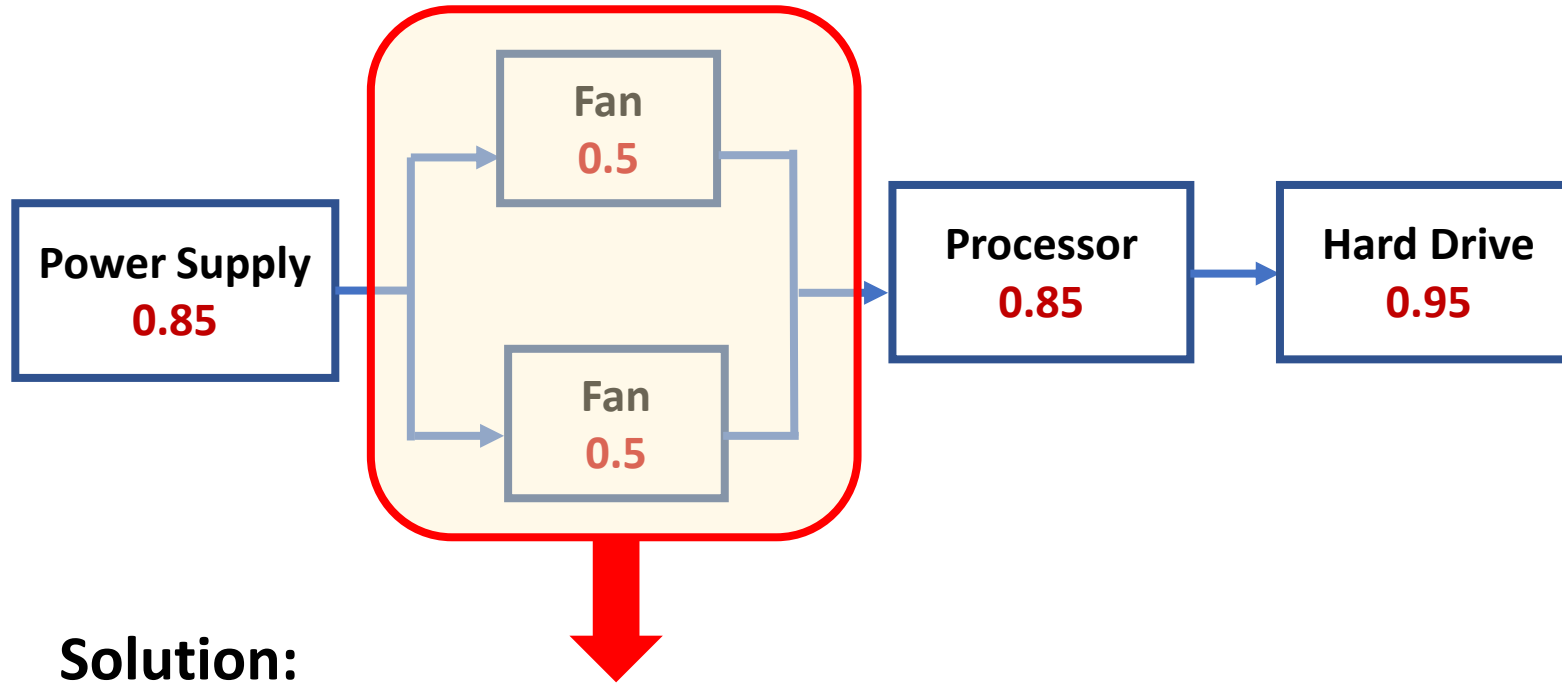 Fan
0.5
Power Supply
0.85
Processor
0.85
Hard Drive
0.95
Fan
0.5
Solution: